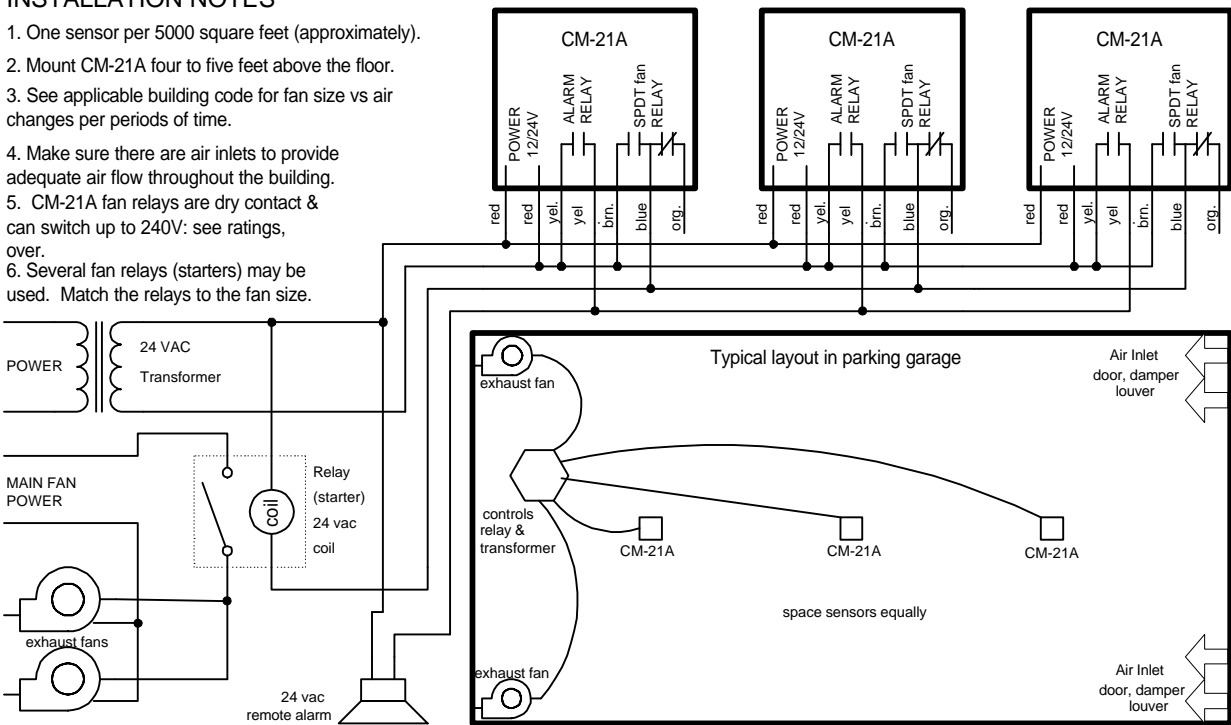 INSTALLATION NOTES
1. One sensor per 5000 square feet (approximately).
2. Mount CM-21A four to five feet above the floor.
3. See applicable building code for fan size vs air
changes per periods of time.
4. Make sure there are air inlets to provide
adequate air flow throughout the building.
5. CM-21A fan relays are dry contact &
can switch up to 240V: see ratings,
over.
6. Several fan relays (starters) may be
used. Match the relays to the fan size.
CM-21A
POWER
12/24V
ALARM
RELAY
SPDT fan
RELAY
red
red
yel.
yel
brn.
blue
org.
CM-21A
POWER
12/24V
ALARM
RELAY
SPDT fan
RELAY
red
red
yel.
yel
brn.
blue
org.
CM-21A
POWER
12/24V
ALARM
RELAY
SPDT fan
RELAY
red
red
yel.
yel
brn.
blue
org.
POWER
24 VAC
Transformer
MAIN FAN
POWER
coil
Relay
(starter)
24 vac
coil
exhaust fans
24 vac
remote alarm
Typical layout in parking garage
exhaust fan
Air Inlet
door, damper
louver
controls
relay &
transformer
CM-21A
CM-21A
CM-21A
space sensors equally
exhaust fan
Air Inlet
door, damper
louver